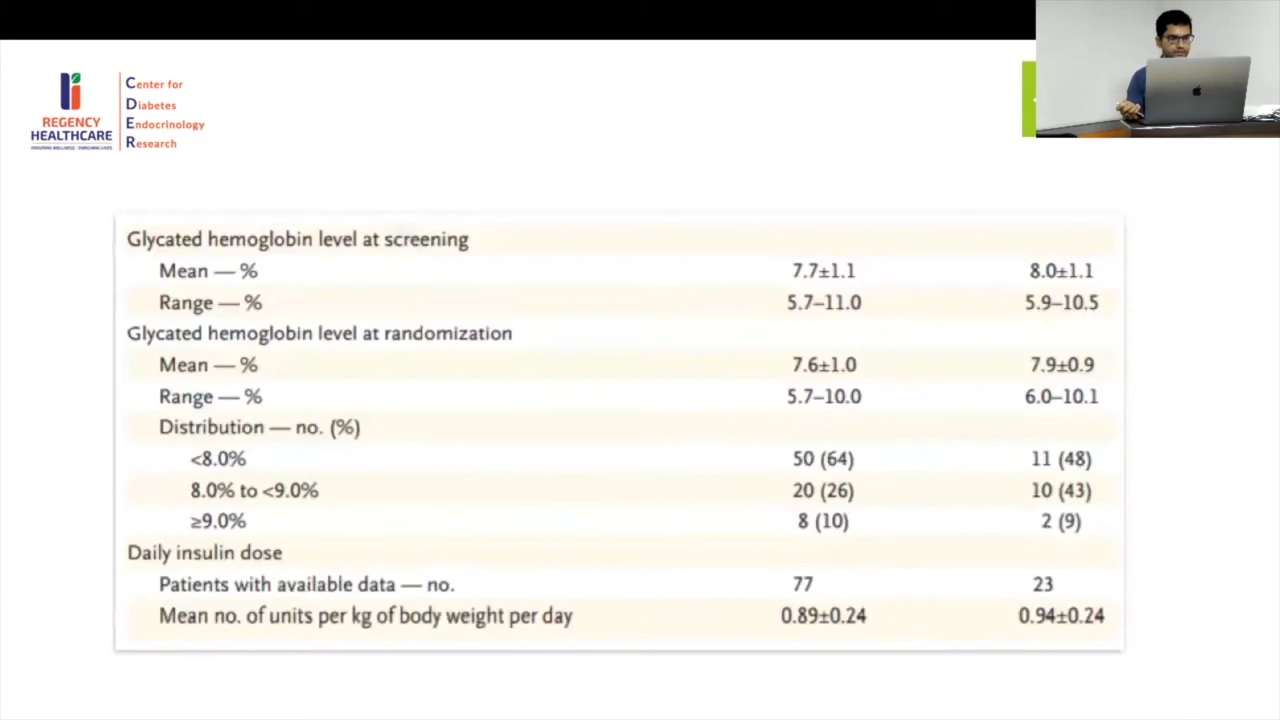 REGENCY
HEALTHCARE
Center for
Diabetes
Endocrinology
Research
Glycated hemoglobin level at screening
Mean — % 7.7±1.1 8.0±1.1
Range — % 5.7–11.0 5.9–10.5
Glycated hemoglobin level at randomization
Mean — % 7.6±1.0 7.9±0.9
Range — % 5.7–10.0 6.0–10.1
Distribution — no. (%)
<8.0% 50 (64) 11 (48)
8.0% to <9.0% 20 (26) 10 (43)
≥9.0% 8 (10) 2 (9)
Daily insulin dose
Patients with available data — no. 77 23
Mean no. of units per kg of body weight per day 0.89±0.24 0.94±0.24